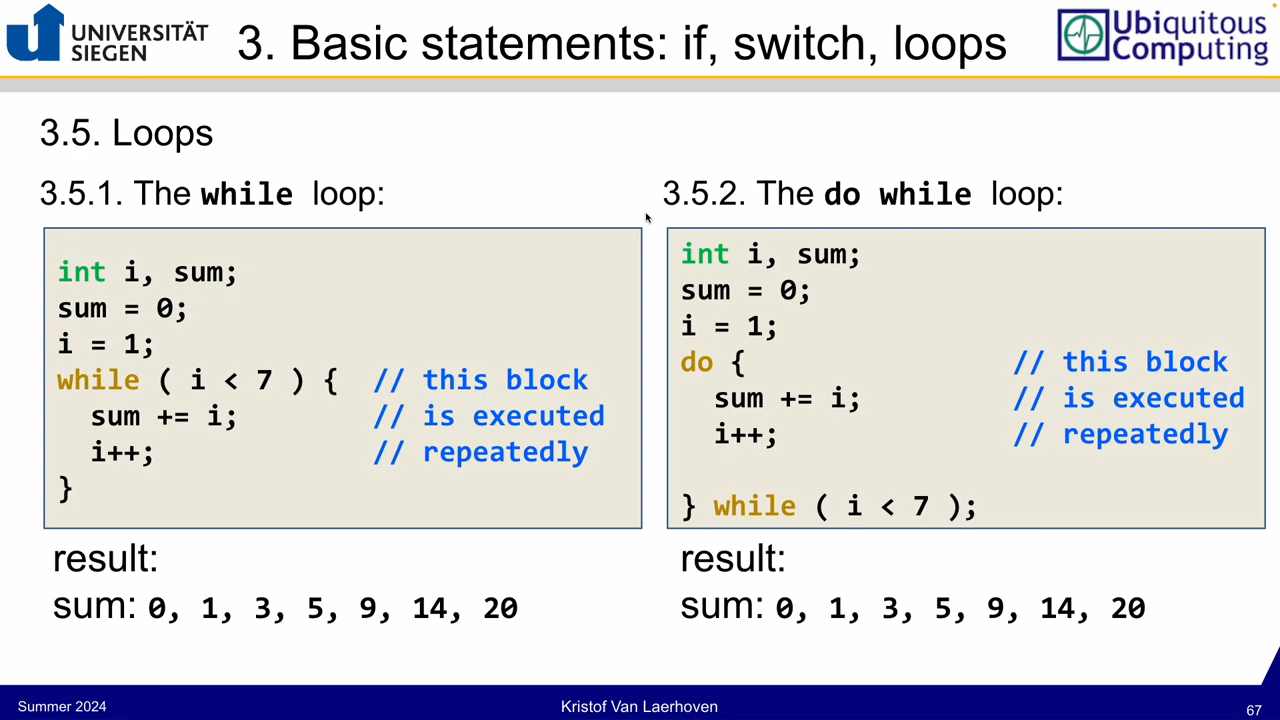 UNIVERSITÄT
SIEGEN
3. Basic statements: if, switch, loops
Ubiquitous
Computing
3.5. Loops
3.5.1. The while loop:
int i, sum;
sum = 0;
i = 1;
while ( i < 7 ) { // this block
sum += i; // is executed
i++; // repeatedly
}
result:
sum: 0, 1, 3, 5, 9, 14, 20
3.5.2. The do while loop:
int i, sum;
sum = 0;
i = 1;
do { // this block
sum += i; // is executed
i++; // repeatedly
} while ( i < 7 );
result:
sum: 0, 1, 3, 5, 9, 14, 20
Summer 2024
Kristof Van Laerhoven
67